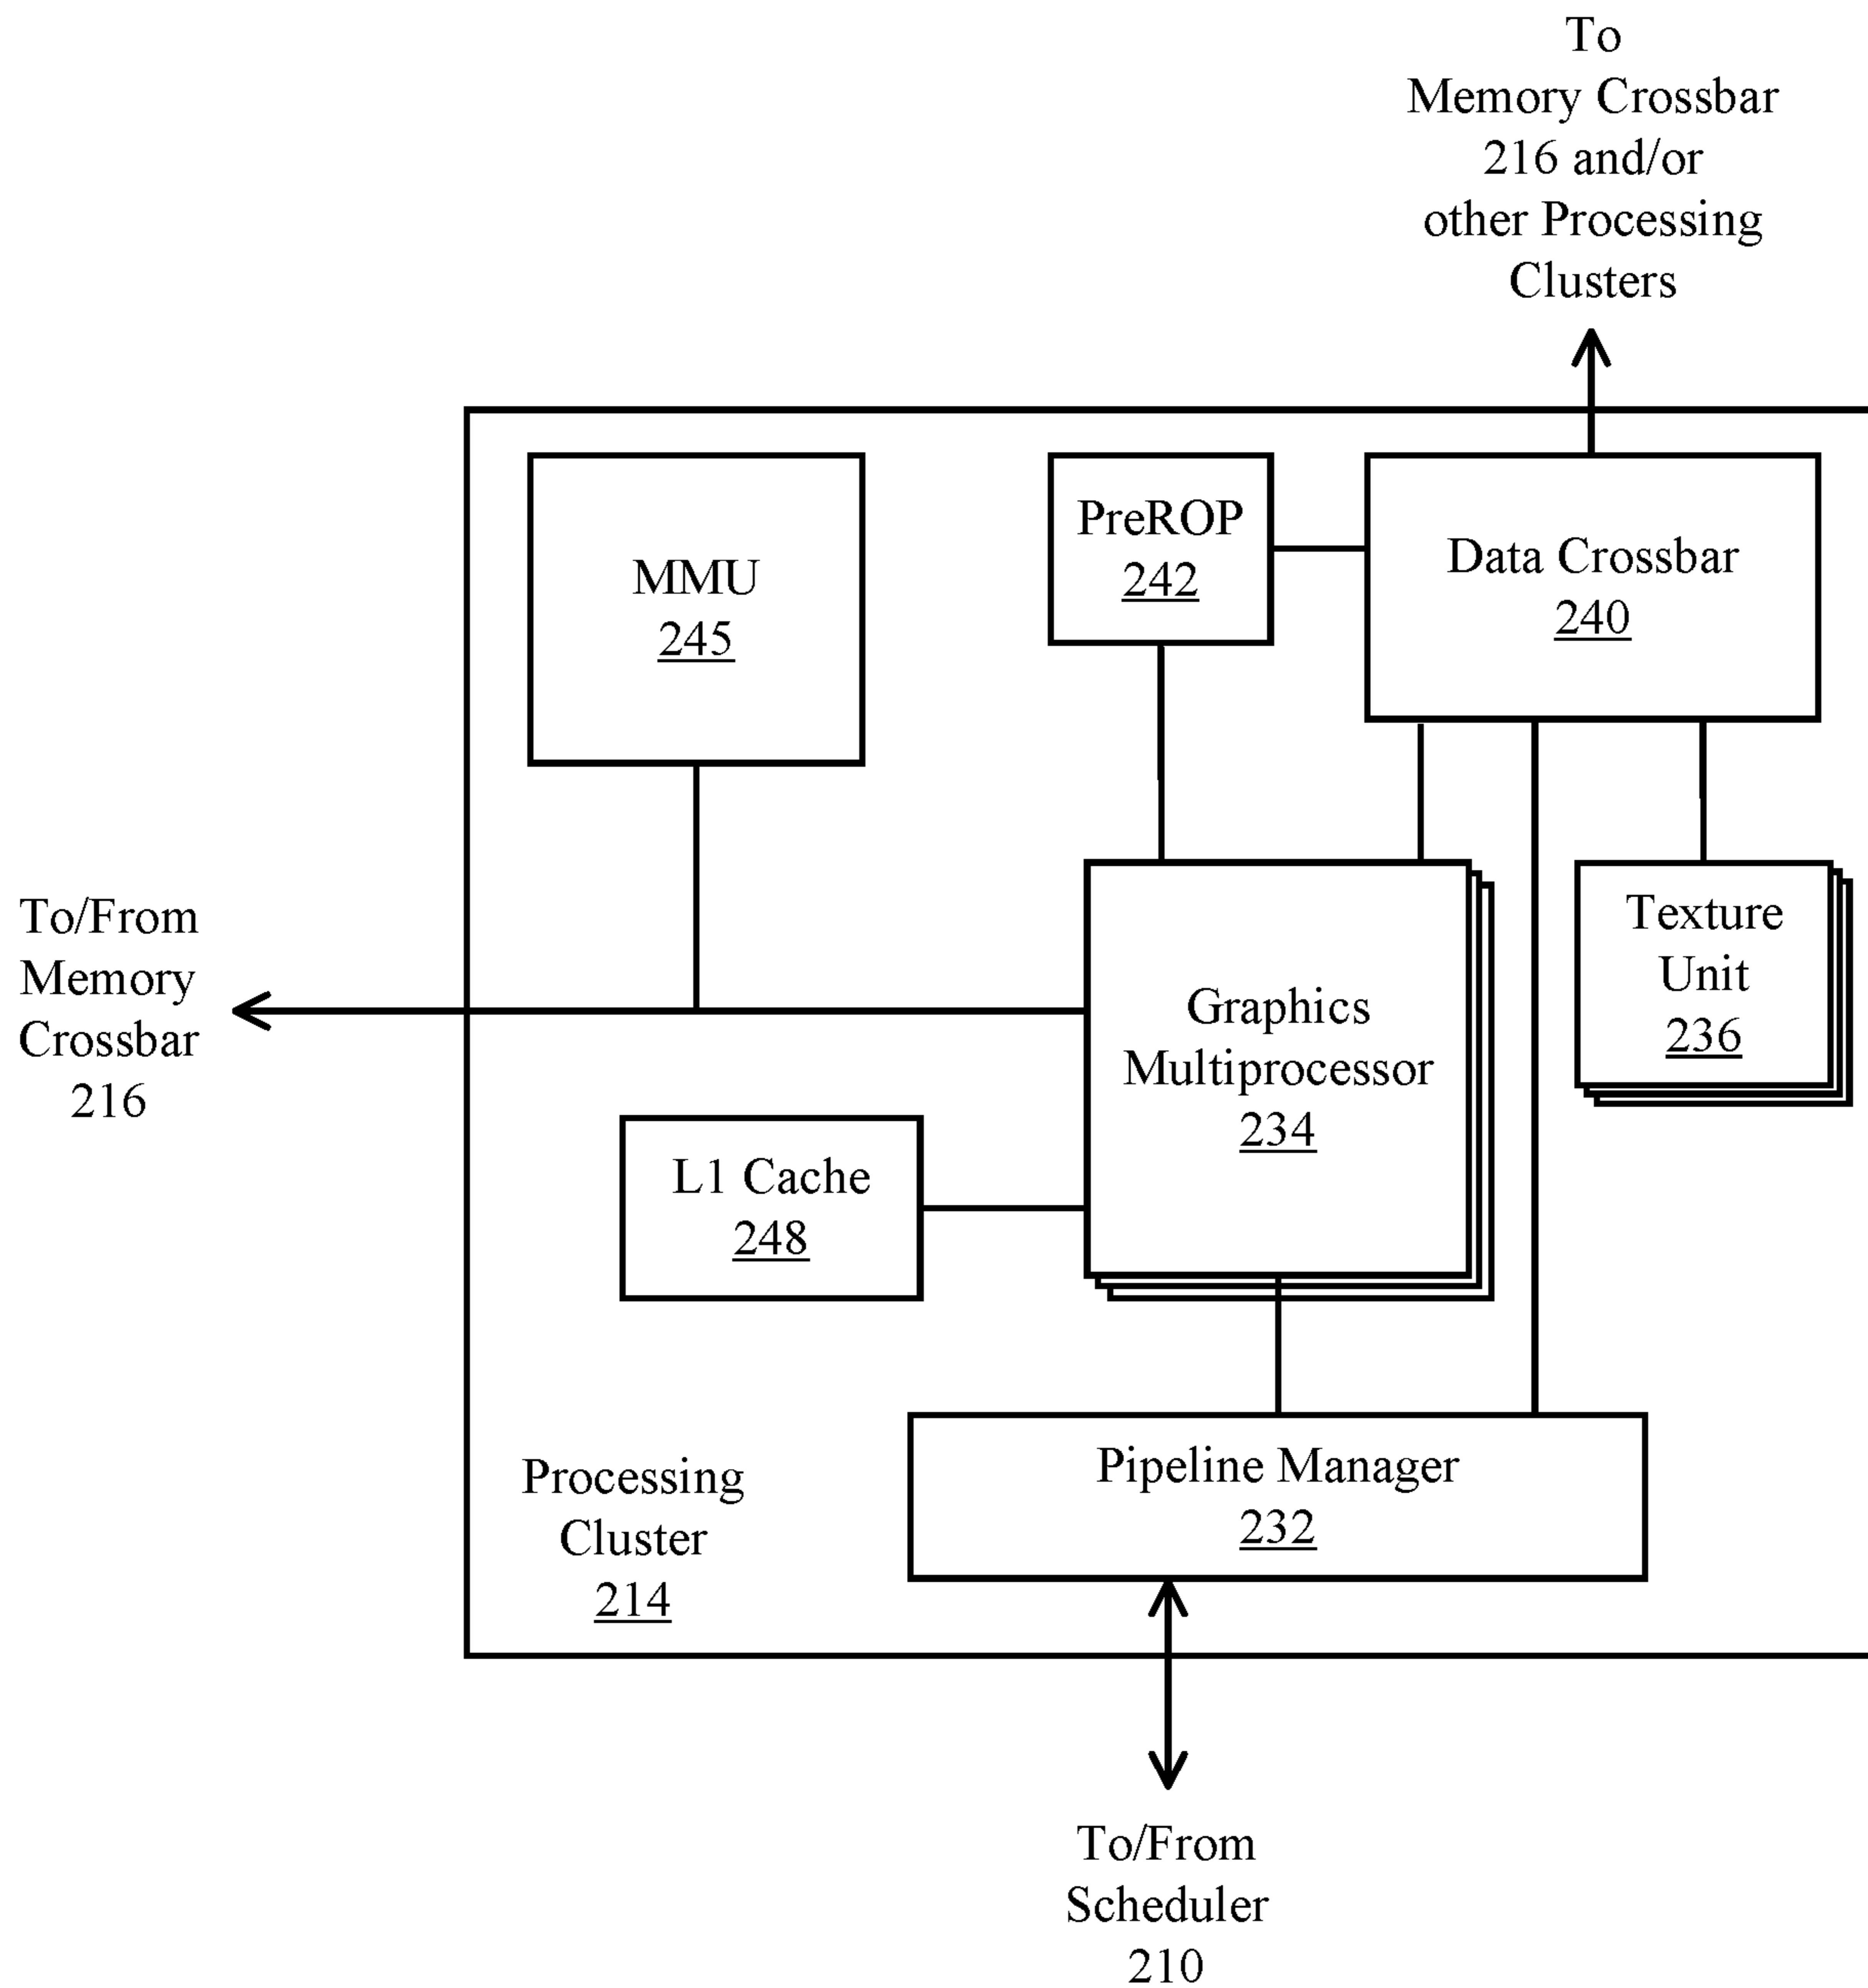 To
Memory Crossbar
216 and/or
other Processing
Clusters
MMU
245
PreROP
242
Data Crossbar
240
To/From
Memory
Crossbar
216
Graphics
Multiprocessor
234
Texture
Unit
236
L1 Cache
248
Processing
Cluster
214
Pipeline Manager
232
To/From
Scheduler
210